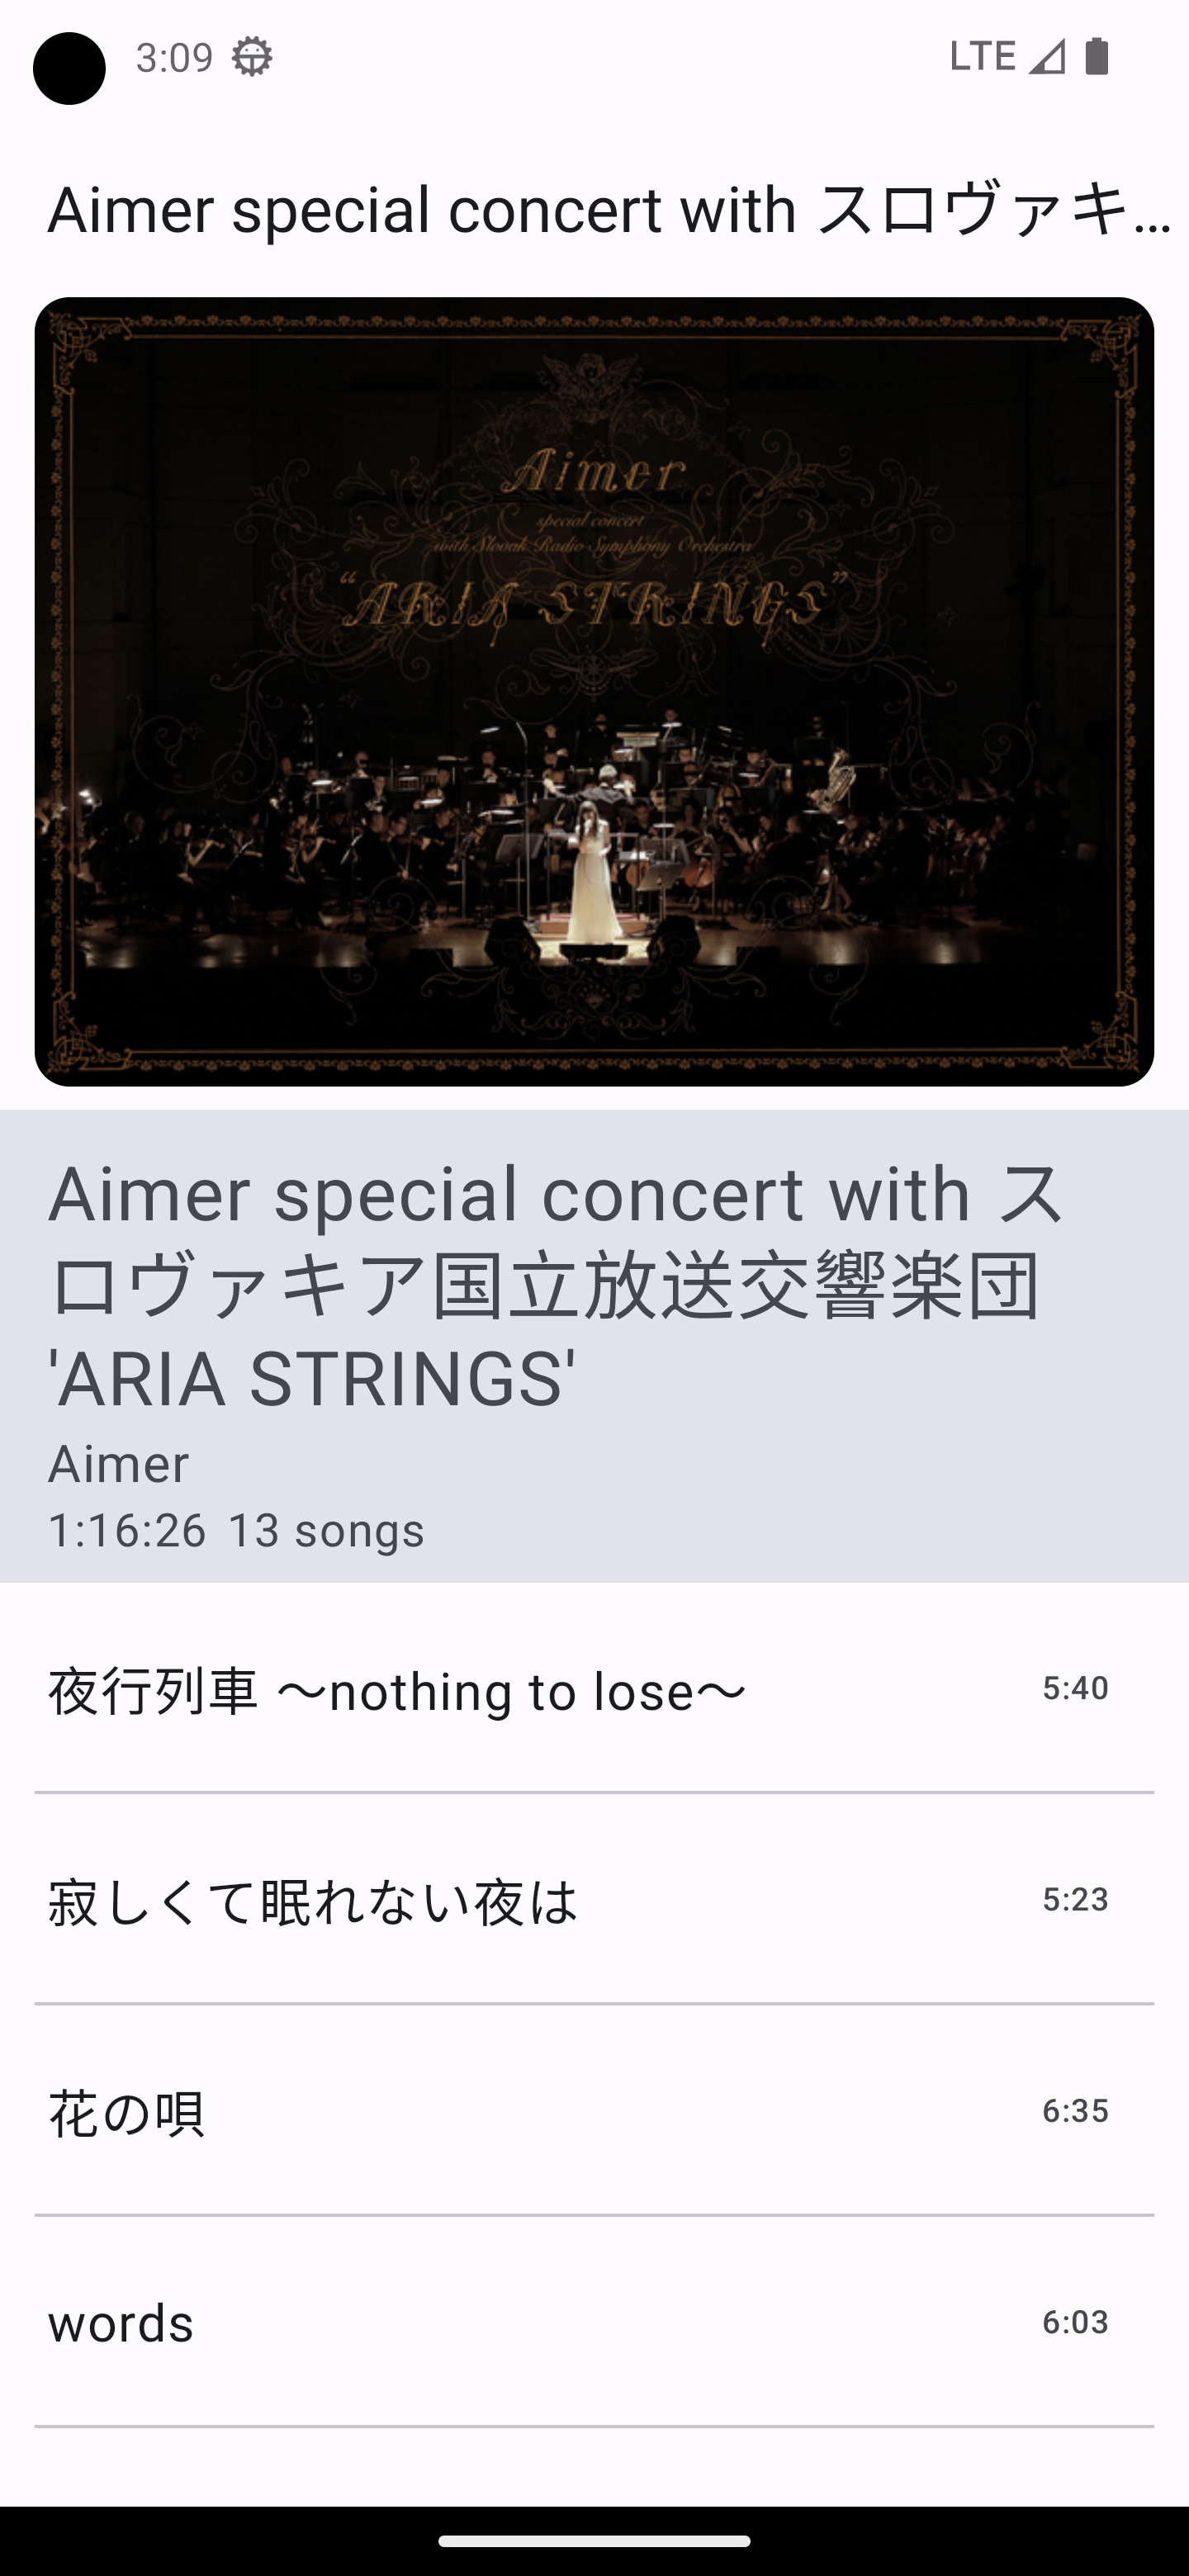 3:09
LTE
Aimer special concert with スロヴァキ...
Aimer
special concert
with Slovak Radio Symphony Orchestra
"ARIA STRINGS"
Aimer special concert with ス
ロヴァキア国立放送交響楽団
'ARIA STRINGS'
Aimer
1:16:26 13 songs
夜行列車 〜nothing to lose〜 5:40
寂しくて眠れない夜は 5:23
花の唄 6:35
words 6:03